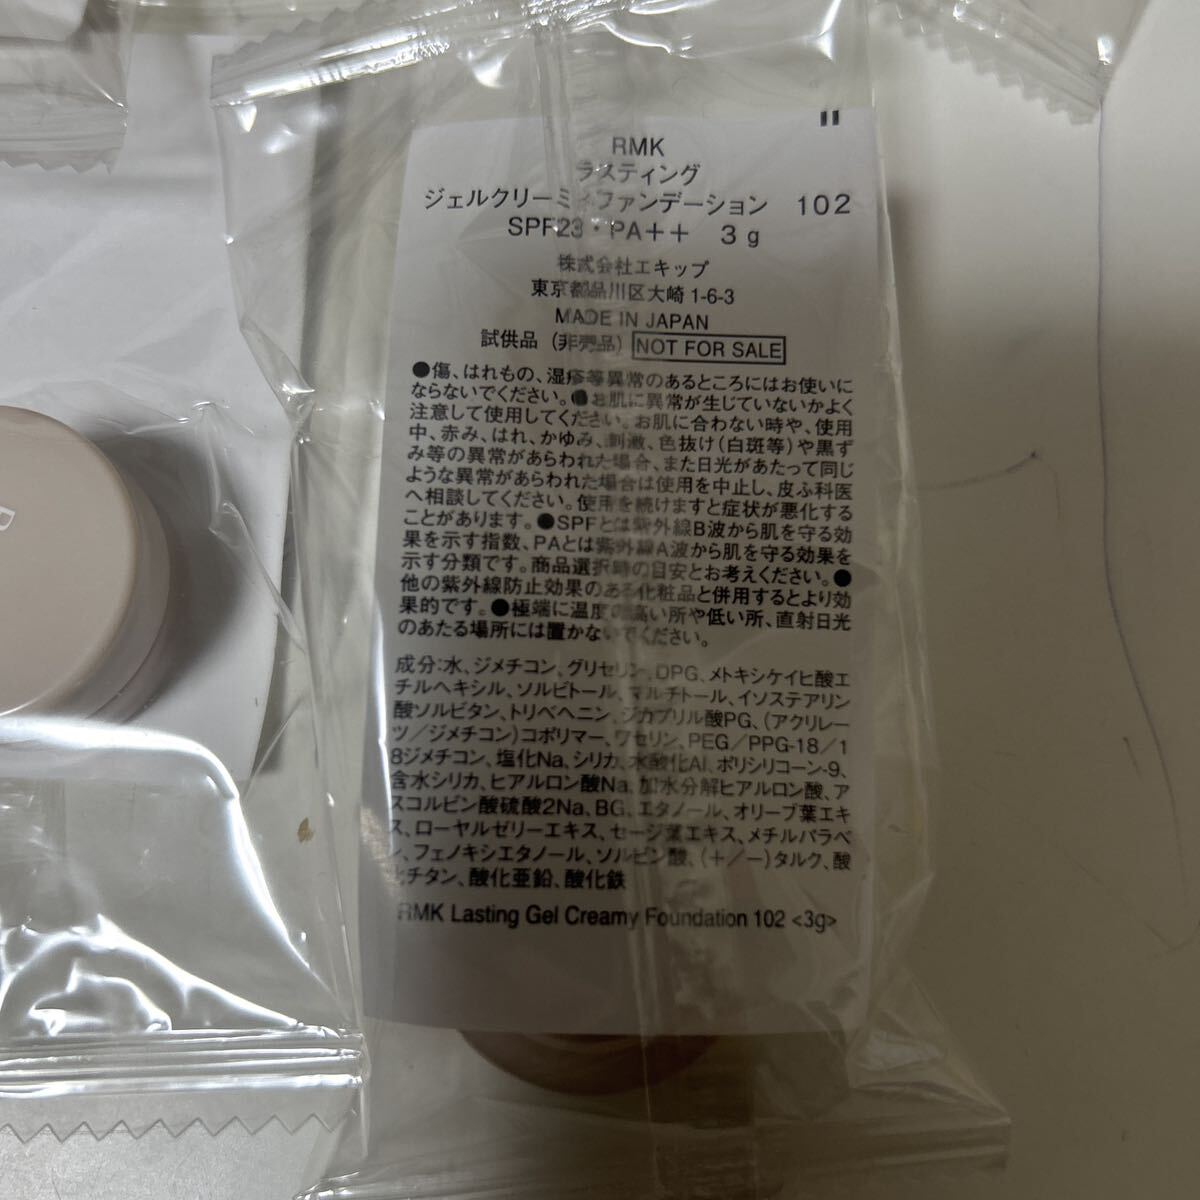 RMK
ラスティング
ジェルクリーミィファンデーション 102
SPF23・PA++ 3g
株式会社エキップ
東京都品川区大崎1-6-3
MADE IN JAPAN
試供品(非売品) NOT FOR SALE
●傷、はれもの、湿疹等異常のあるところにはお使いに
ならないでください。●お肌に異常が生じていないかよく
注意して使用してください。お肌に合わない時や、使用
中、赤み、はれ、かゆみ、刺激、色抜け(白斑等)や黒ず
み等の異常があらわれた場合、また日光があたって同じ
ような異常があらわれた場合は使用を中止し、皮ふ科医
へ相談してください。使用を続けますと症状が悪化する
ことがあります。●SPFとは紫外線B波から肌を守る効
果を示す指数、PAとは紫外線A波から肌を守る効果を
示す分類です。商品選択時の目安とお考えください。●
他の紫外線防止効果のある化粧品と併用するとより効
果的です。●極端に温度の高い所や低い所、直射日光
のあたる場所には置かないでください。
成分:水、ジメチコン、グリセリン、DPG、メトキシケイヒ酸エ
チルヘキシル、ソルビトール、マルチトール、イソステアリン
酸ソルビタン、トリベヘニン、ジカプリル酸PG、(アクリレー
ツ/ジメチコン)コポリマー、ワセリン、PEG/PPG-18/1
8ジメチコン、塩化Na、シリカ、水酸化Al、ポリシリコーン-9、
含水シリカ、ヒアルロン酸Na、加水分解ヒアルロン酸、ア
スコルビン酸硫酸2Na、BG、エタノール、オリーブ葉エキ
ス、ローヤルゼリーエキス、セージ葉エキス、メチルパラベ
ン、フェノキシエタノール、ソルビン酸、(+/-)タルク、酸
化チタン、酸化亜鉛、酸化鉄
RMK Lasting Gel Creamy Foundation 102 <3g>